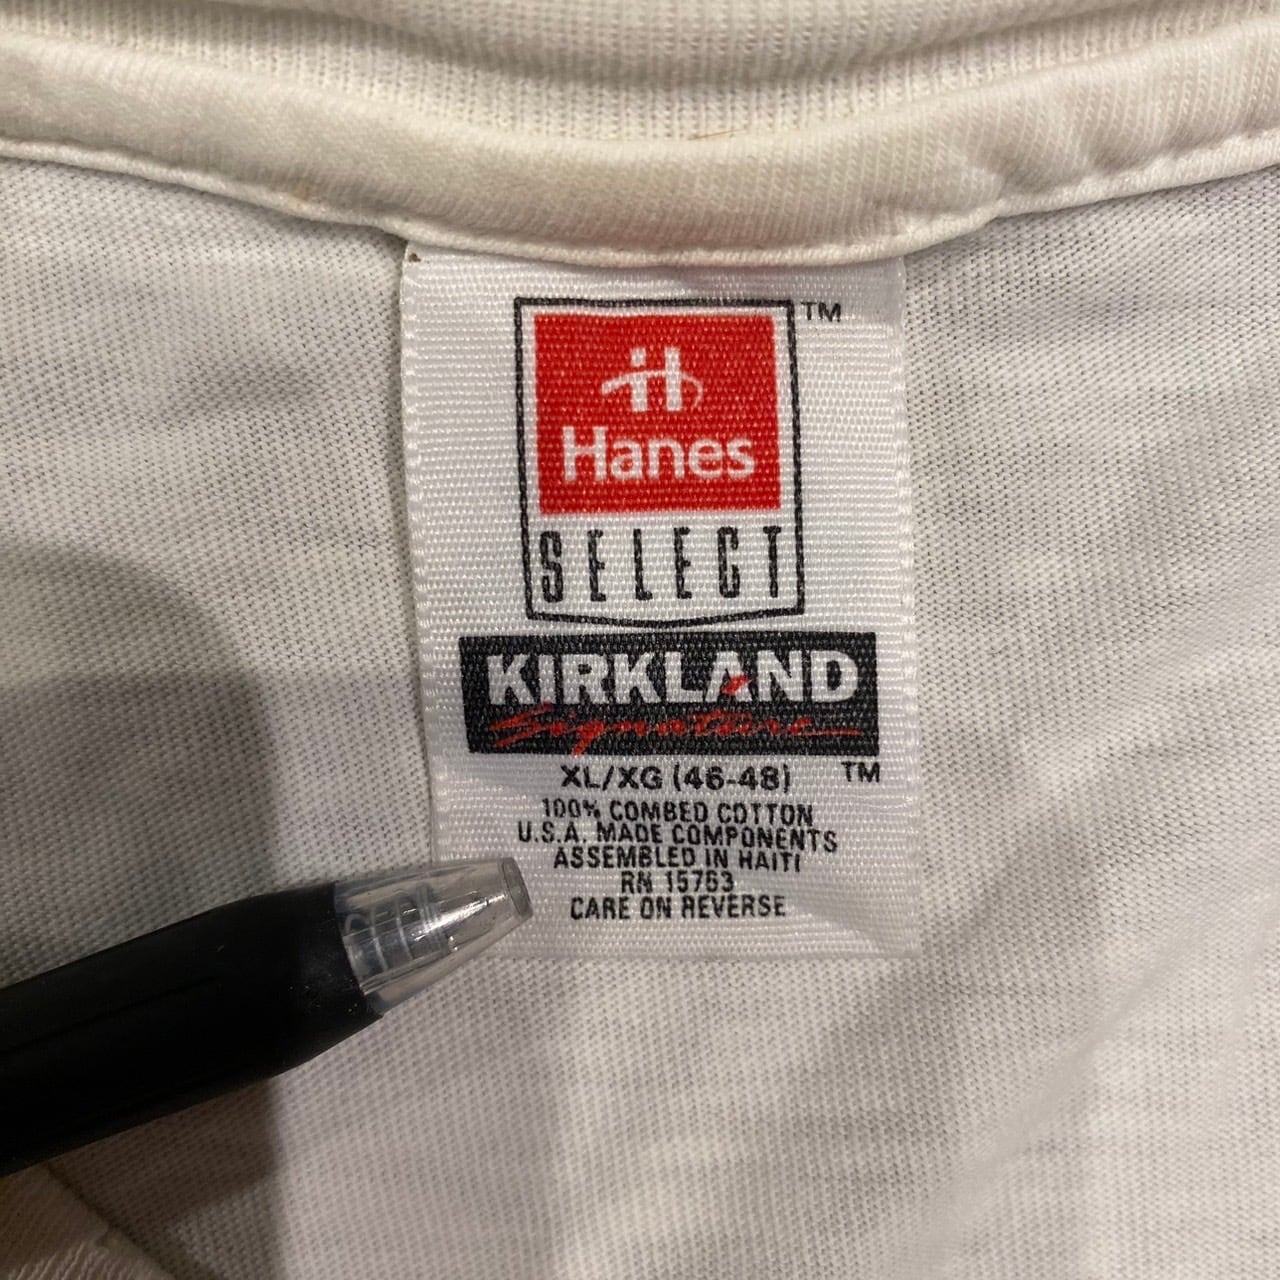 TM
Hanes
SELECT
KIRKLAND
Signature
XL/XG (46-48) TM
100% COMBED COTTON
U.S.A. MADE COMPONENTS
ASSEMBLED IN HAITI
RN 15763
CARE ON REVERSE